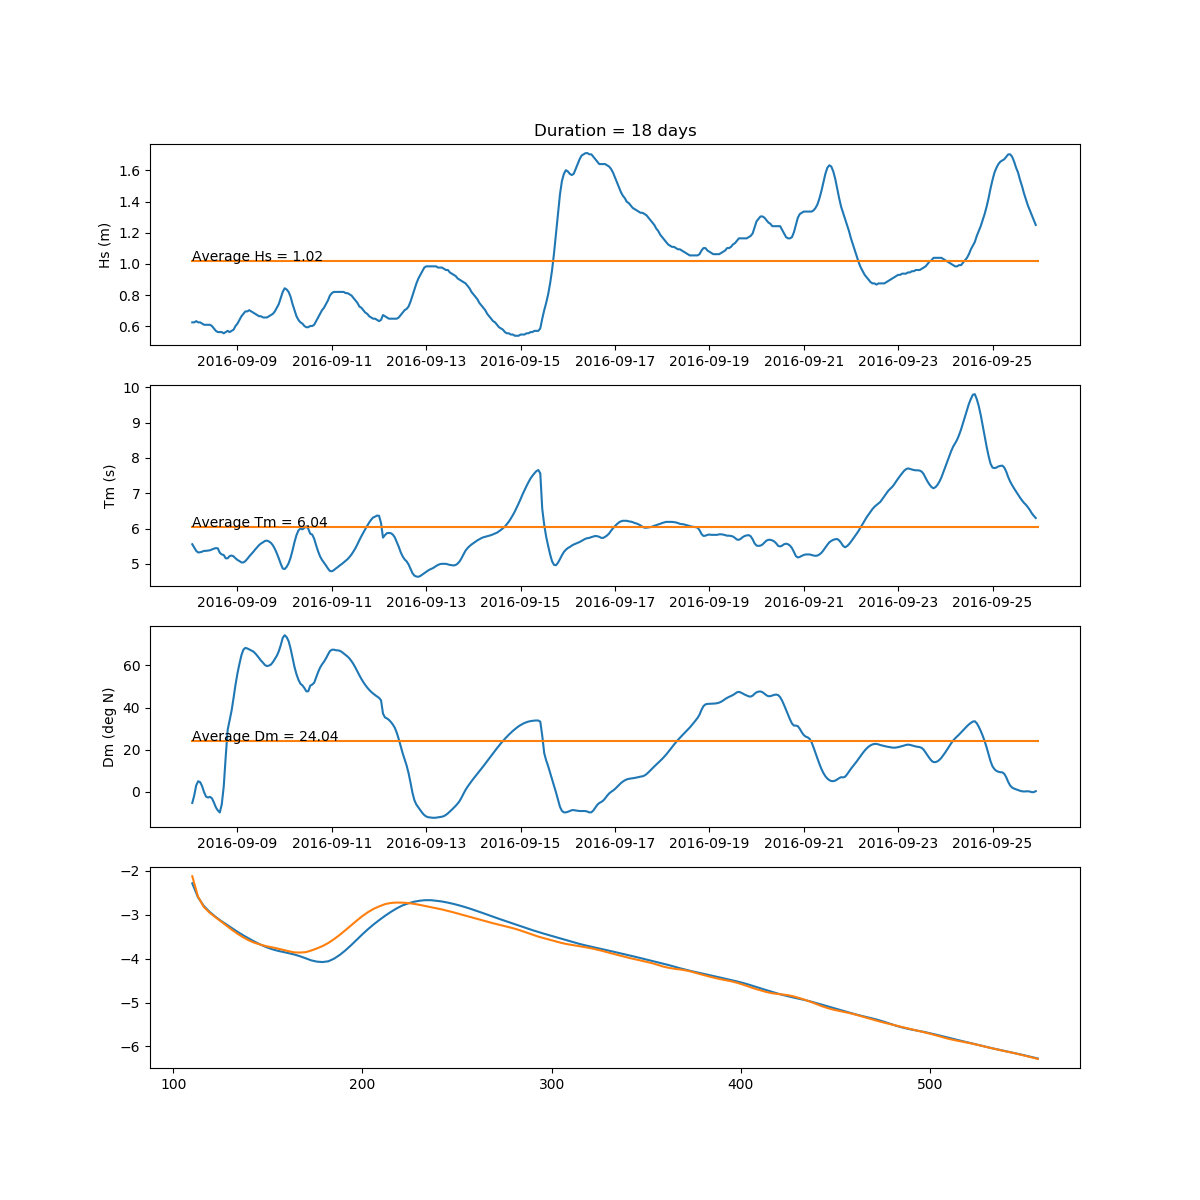 Duration = 18 days
Hs (m)
1.6
1.4
1.2
1.0
0.8
0.6
Average Hs = 1.02
2016-09-09 2016-09-11 2016-09-13 2016-09-15 2016-09-17 2016-09-19 2016-09-21 2016-09-23 2016-09-25
Tm (s)
10
9
8
7
6
5
Average Tm = 6.04
2016-09-09 2016-09-11 2016-09-13 2016-09-15 2016-09-17 2016-09-19 2016-09-21 2016-09-23 2016-09-25
Dm (deg N)
60
40
20
0
Average Dm = 24.04
2016-09-09 2016-09-11 2016-09-13 2016-09-15 2016-09-17 2016-09-19 2016-09-21 2016-09-23 2016-09-25
−2
−3
−4
−5
−6
100 200 300 400 500